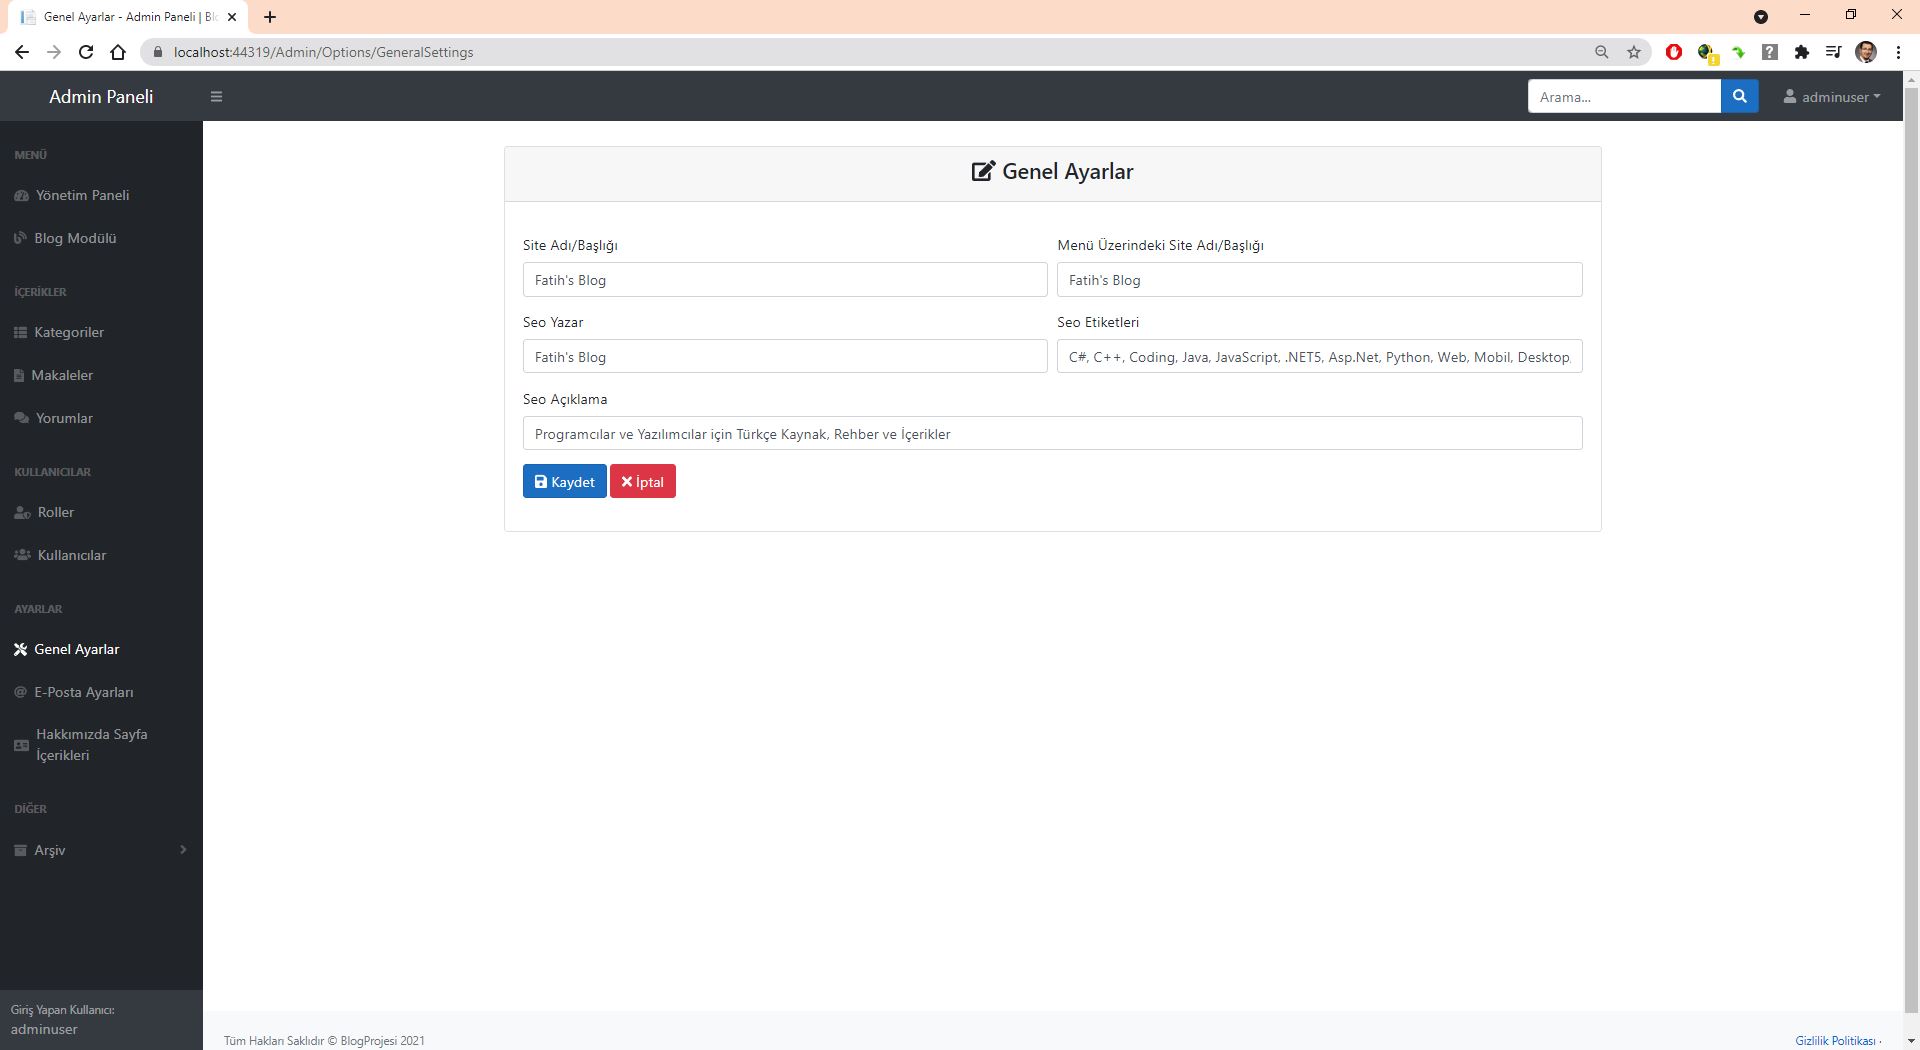 Genel Ayarlar - Admin Paneli | Blo
localhost:44319/Admin/Options/GeneralSettings
Admin Paneli
Arama...
adminuser
MENÜ
Yönetim Paneli
Blog Modülü
İÇERİKLER
Kategoriler
Makaleler
Yorumlar
KULLANICILAR
Roller
Kullanıcılar
AYARLAR
Genel Ayarlar
E-Posta Ayarları
Hakkımızda Sayfa
İçerikleri
DİĞER
Arşiv
Giriş Yapan Kullanıcı:
adminuser
Genel Ayarlar
Site Adı/Başlığı
Menü Üzerindeki Site Adı/Başlığı
Fatih's Blog
Fatih's Blog
Seo Yazar
Seo Etiketleri
Fatih's Blog
C#, C++, Coding, Java, JavaScript, .NET5, Asp.Net, Python, Web, Mobil, Desktop,
Seo Açıklama
Programcılar ve Yazılımcılar için Türkçe Kaynak, Rehber ve İçerikler
Kaydet
İptal
Tüm Hakları Saklıdır © BlogProjesi 2021
Gizlilik Politikası ·